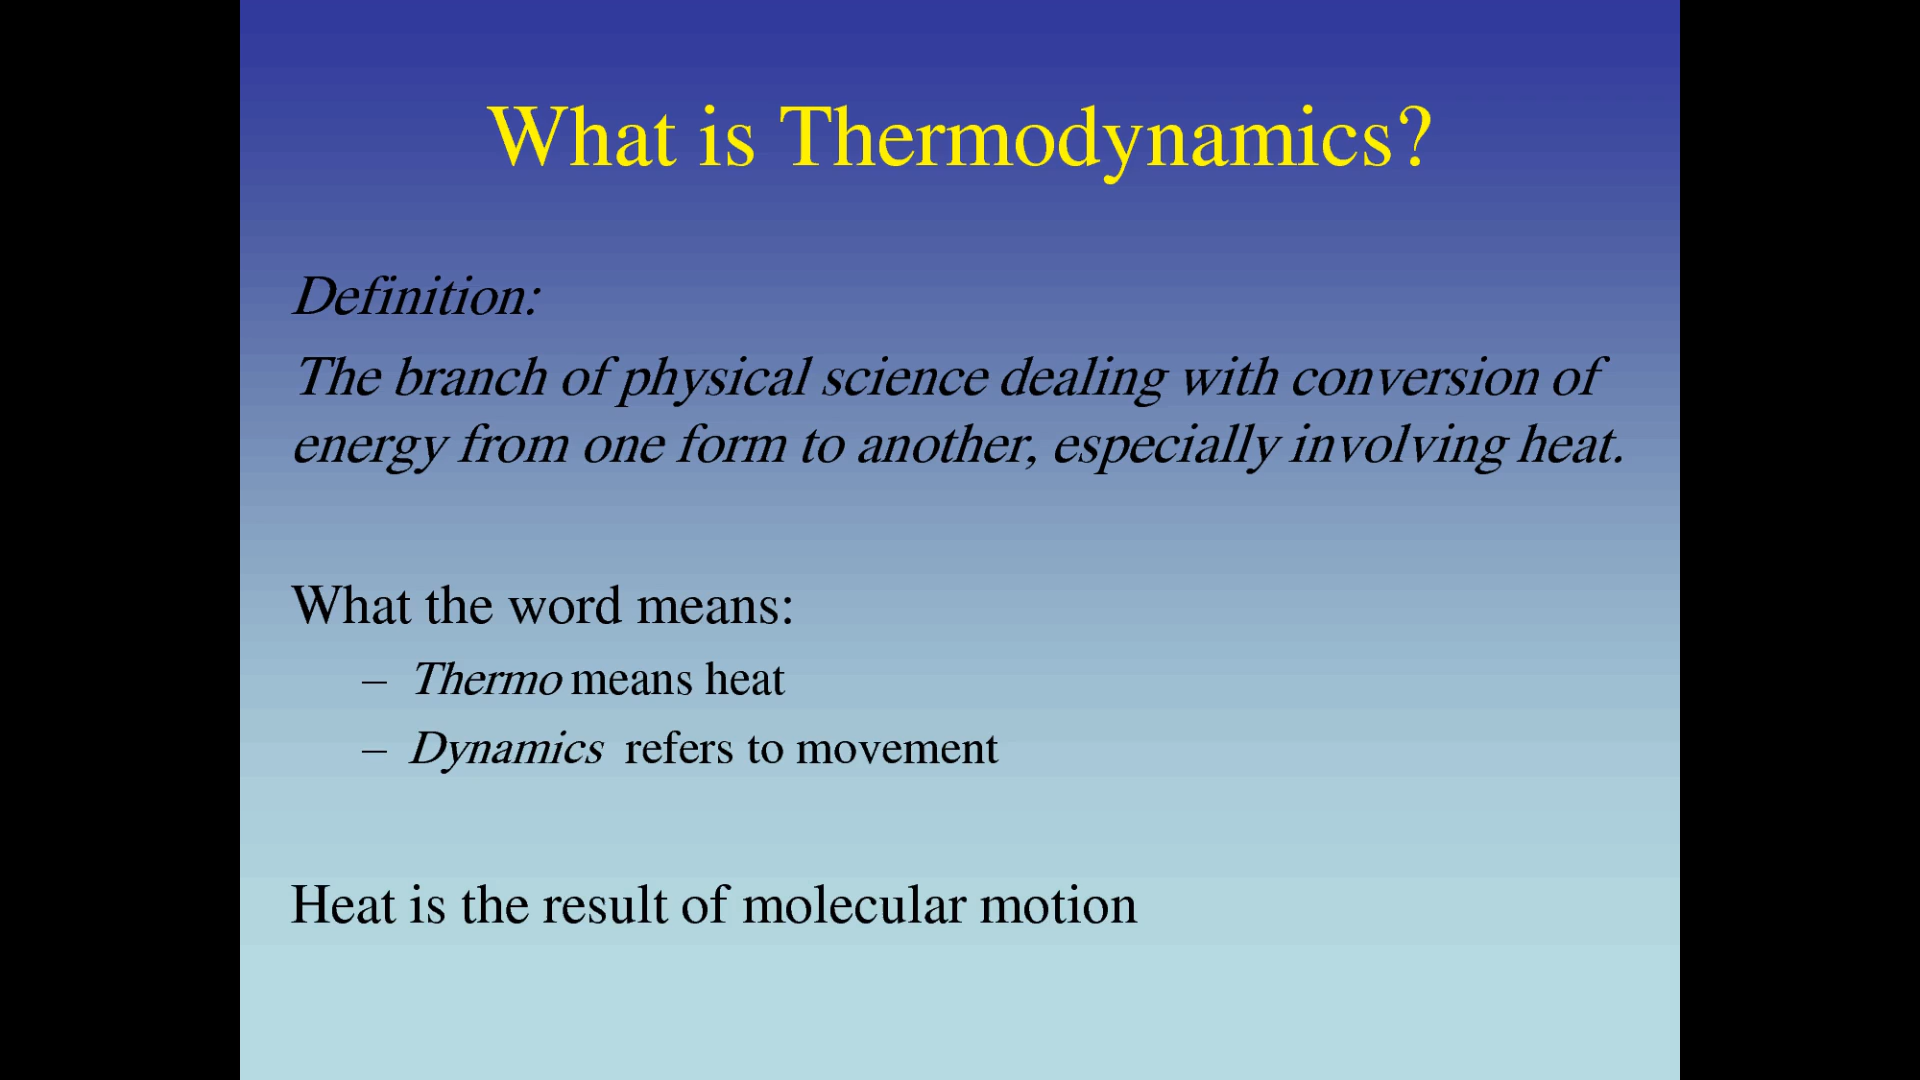 What is Thermodynamics?
Definition:
The branch of physical science dealing with conversion of
energy from one form to another, especially involving heat.
What the word means:
– Thermo means heat
– Dynamics refers to movement
Heat is the result of molecular motion